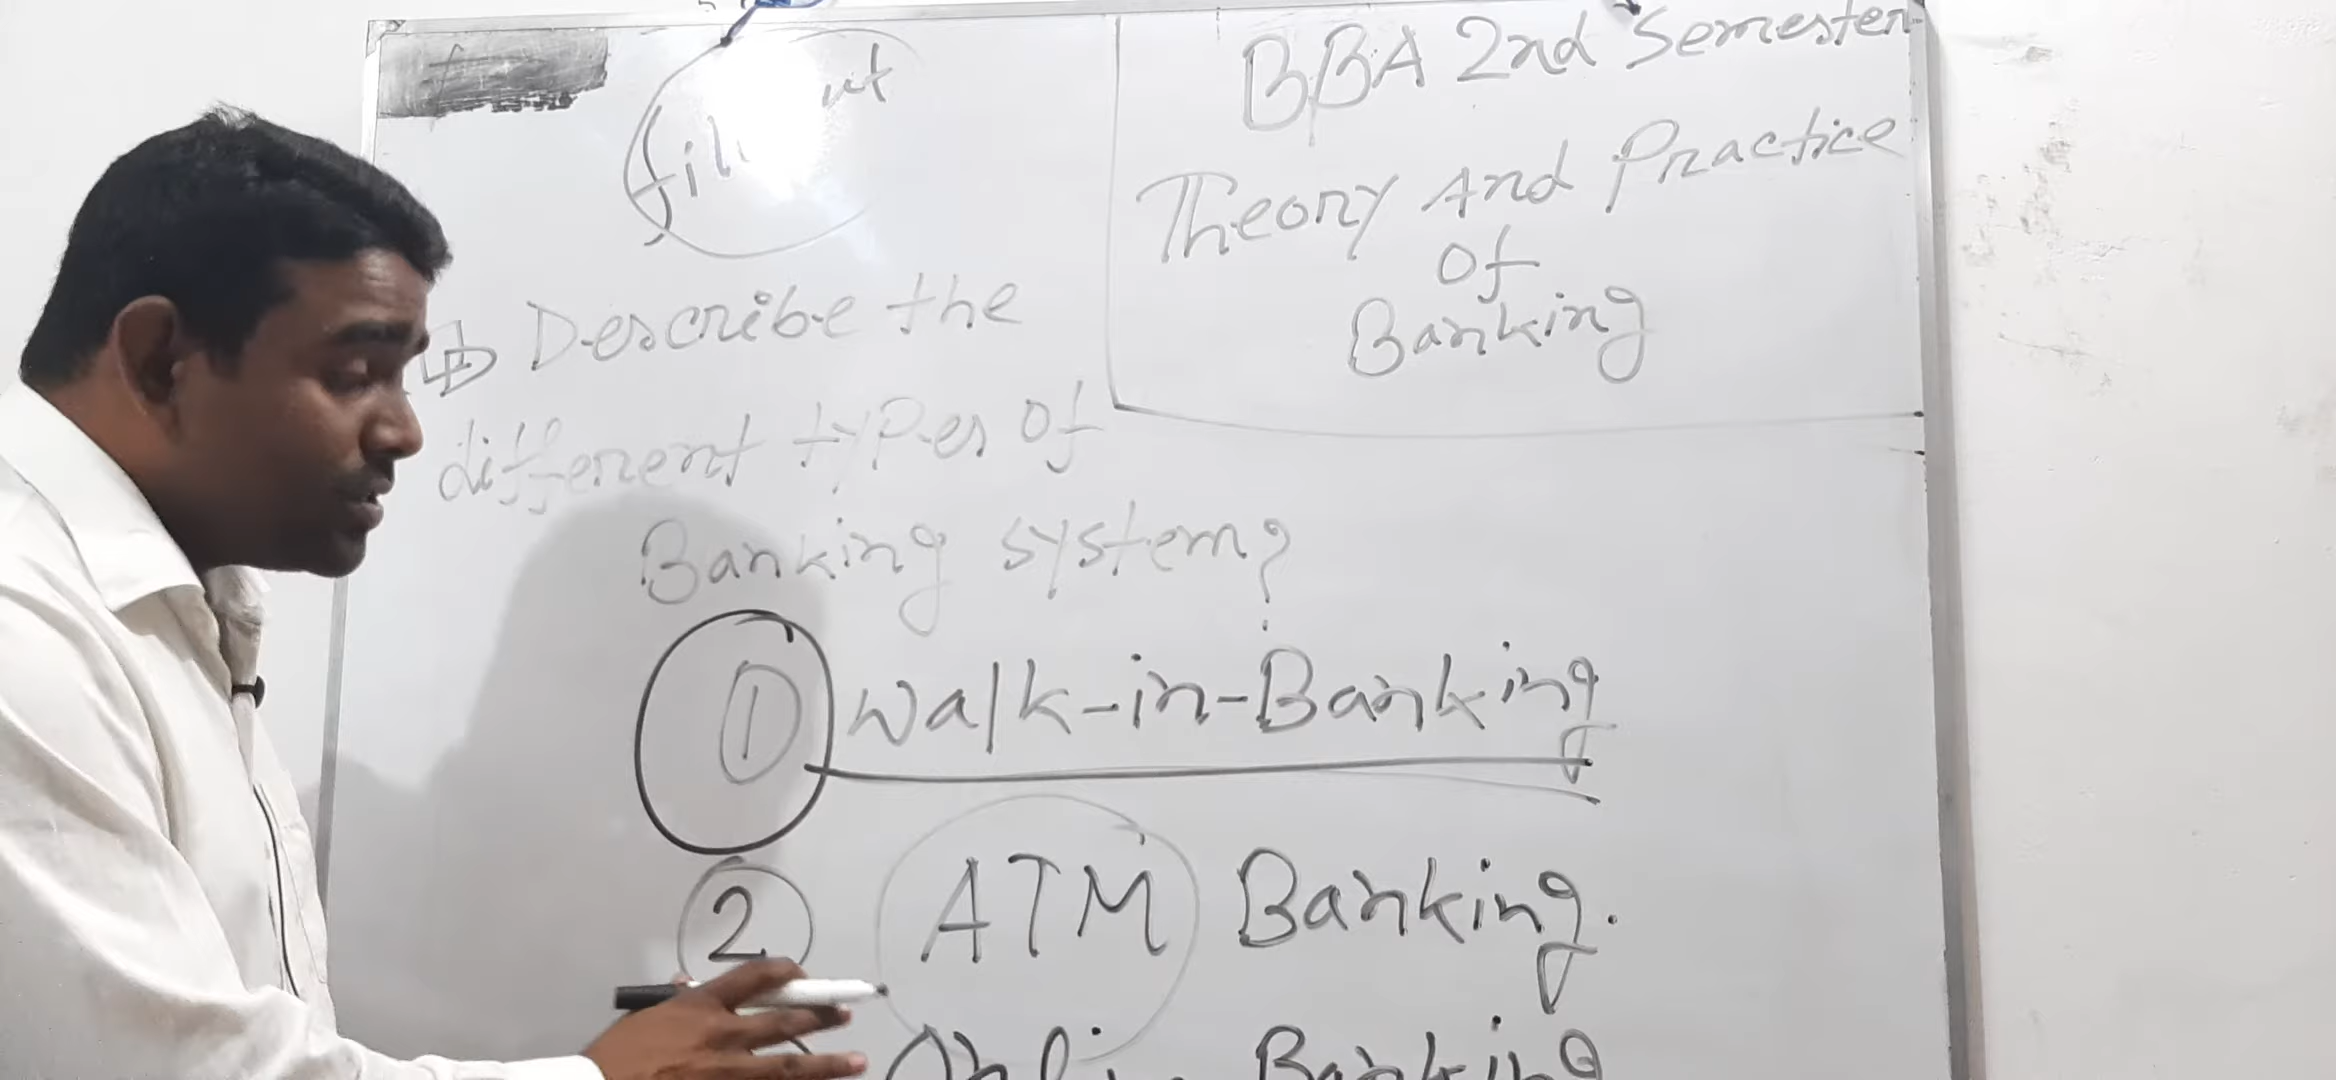 BBA 2nd Semester
Theory And Practice
Of
Banking
Describe the
different types of
Banking system?
1 Walk-in-Banking
2 ATM Banking.
Banking